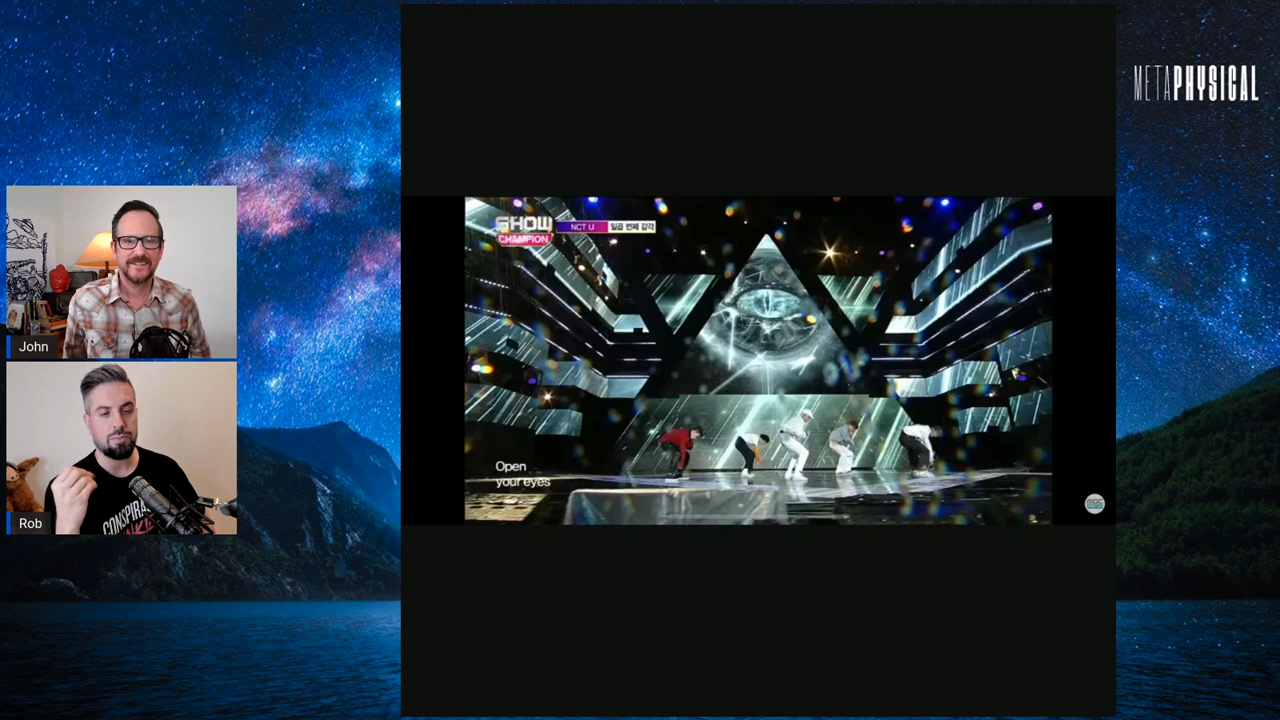 METAPHYSICAL
SHOW
CHAMPION
NCT U
일곱 번째 감각
John
Open
your eyes
Rob